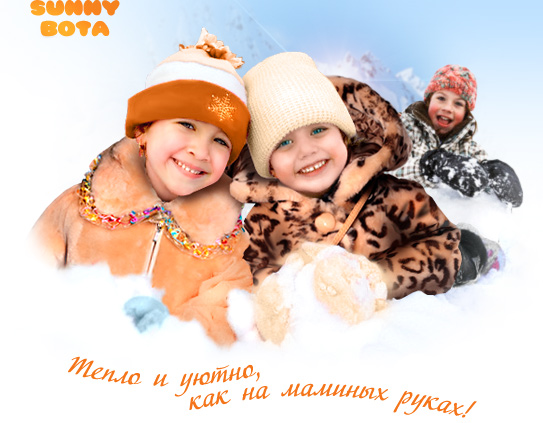 SUNNY
BOTA
Тепло и уютно,
как на маминых руках!